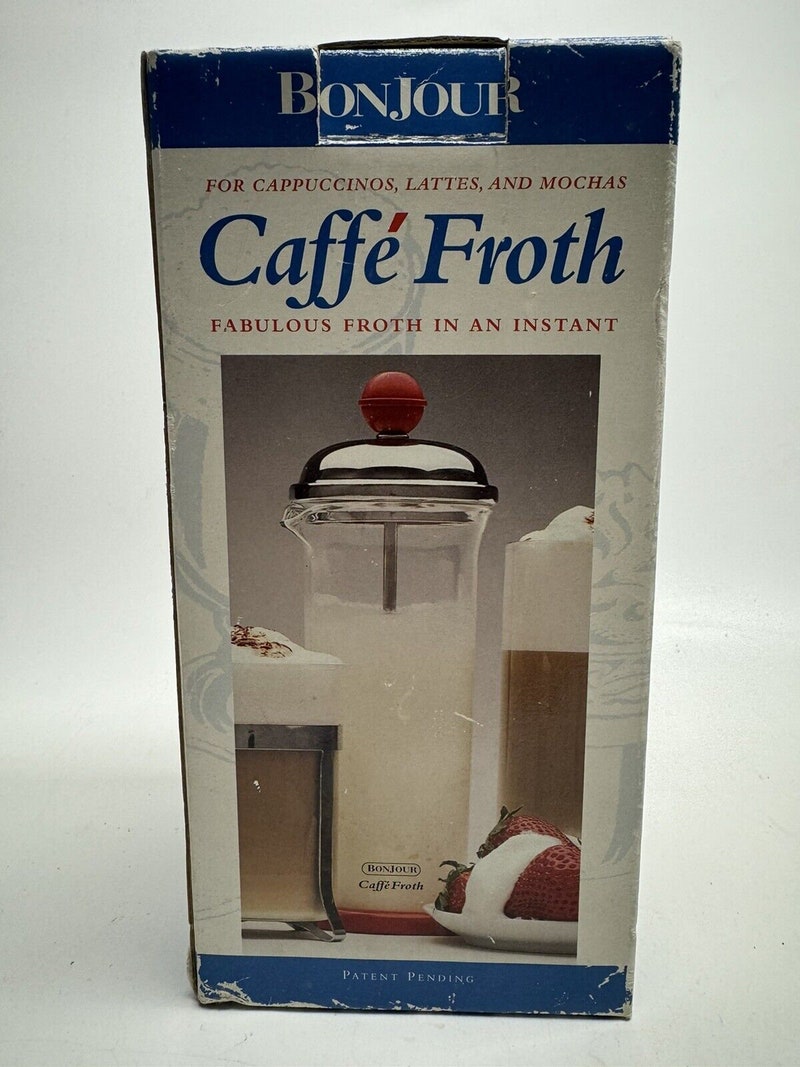 BONJOUR
FOR CAPPUCCINOS, LATTES, AND MOCHAS
Caffé Froth
FABULOUS FROTH IN AN INSTANT
BONJOUR
Caffé Froth
PATENT PENDING